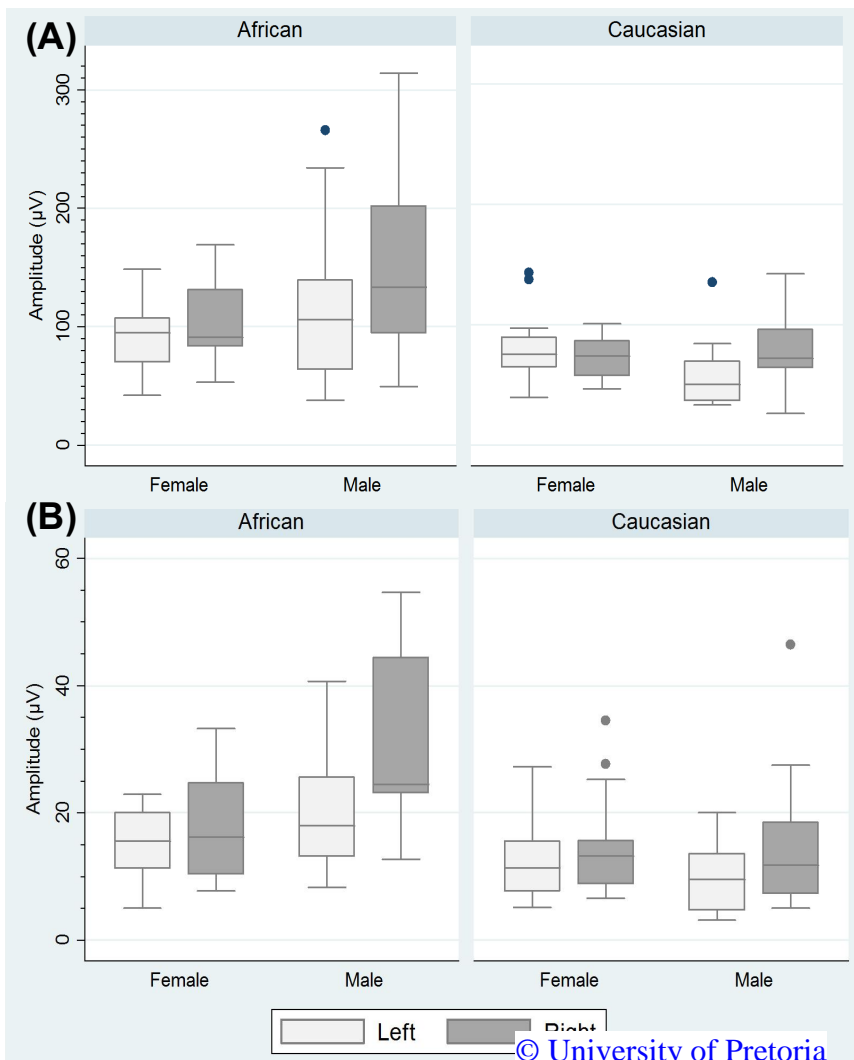 (A)
African
Caucasian
Amplitude (µV)
300
200
100
0
Female
Male
Female
Male
(B)
African
Caucasian
Amplitude (µV)
60
40
20
0
Female
Male
Female
Male
Left
Right
© University of Pretoria